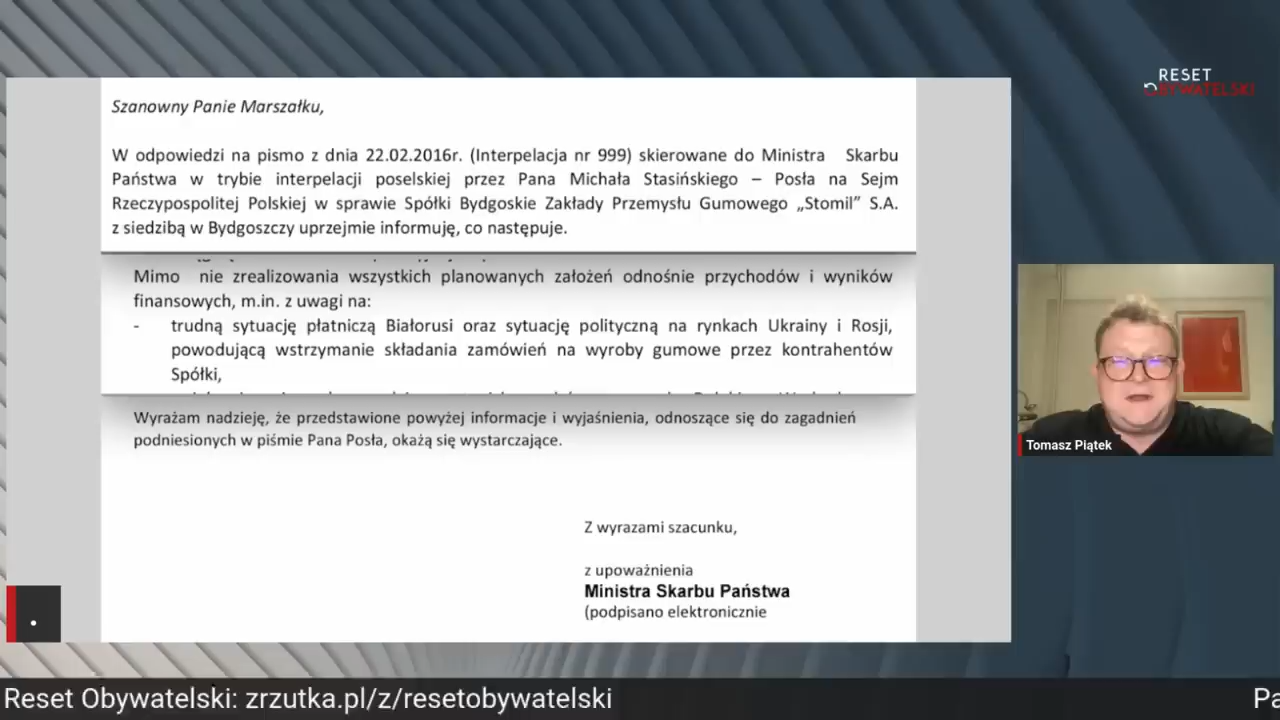 RESET
OBYWATELSKI
Szanowny Panie Marszałku,
W odpowiedzi na pismo z dnia 22.02.2016r. (Interpelacja nr 999) skierowane do Ministra Skarbu
Państwa w trybie interpelacji poselskiej przez Pana Michała Stasińskiego – Posła na Sejm
Rzeczypospolitej Polskiej w sprawie Spółki Bydgoskie Zakłady Przemysłu Gumowego „Stomil” S.A.
z siedzibą w Bydgoszczy uprzejmie informuję, co następuje.
Mimo nie zrealizowania wszystkich planowanych założeń odnośnie przychodów i wyników
finansowych, m.in. z uwagi na:
- trudną sytuację płatniczą Białorusi oraz sytuację polityczną na rynkach Ukrainy i Rosji,
powodującą wstrzymanie składania zamówień na wyroby gumowe przez kontrahentów
Spółki,
Wyrażam nadzieję, że przedstawione powyżej informacje i wyjaśnienia, odnoszące się do zagadnień
podniesionych w piśmie Pana Posła, okażą się wystarczające.
Z wyrazami szacunku,
z upoważnienia
Ministra Skarbu Państwa
(podpisano elektronicznie
Tomasz Piątek
.
Reset Obywatelski: zrzutka.pl/z/resetobywatelski